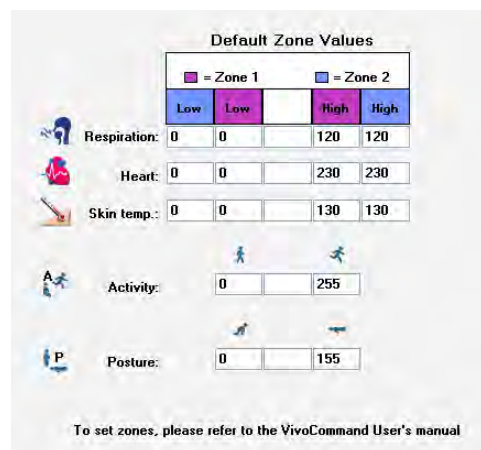 Default Zone Values
= Zone 1 = Zone 2
Low Low High High
Respiration: 0 0 120 120
Heart: 0 0 230 230
Skin temp.: 0 0 130 130
A
Activity: 0 255
P
Posture: 0 155
To set zones, please refer to the VivoCommand User's manual